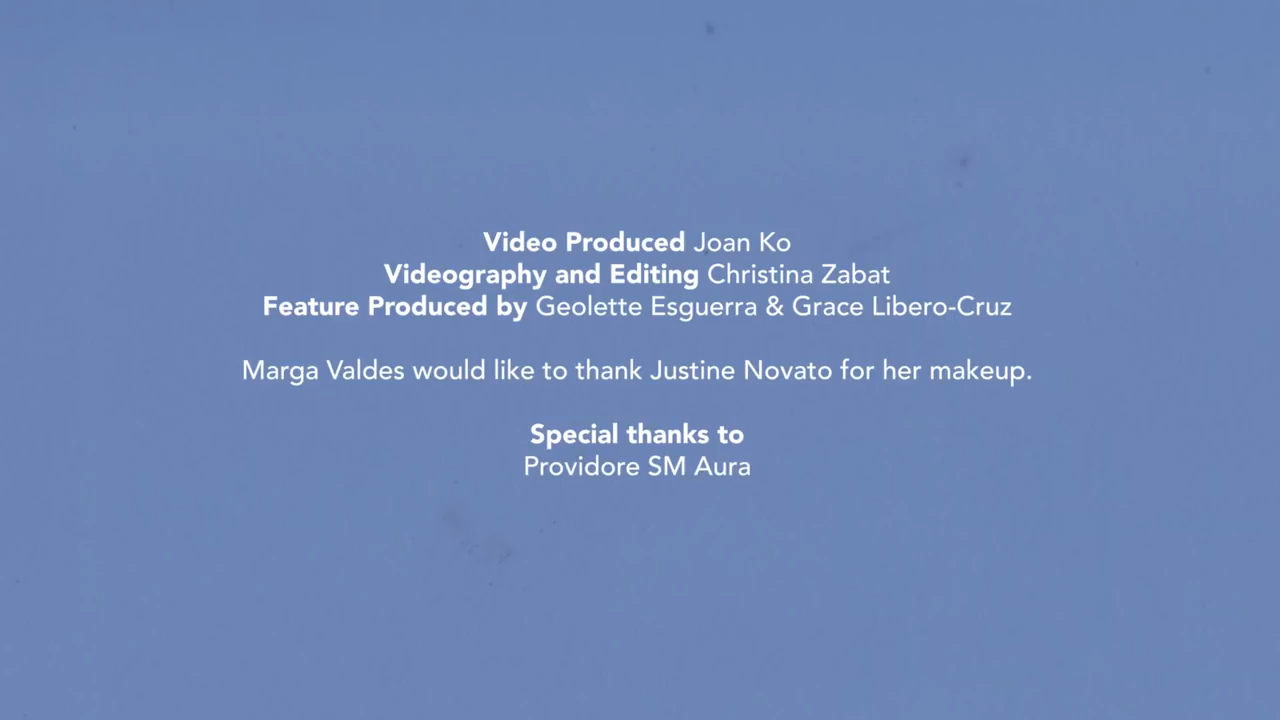 Video Produced Joan Ko
Videography and Editing Christina Zabat
Feature Produced by Geolette Esguerra & Grace Libero-Cruz
Marga Valdes would like to thank Justine Novato for her makeup.
Special thanks to
Providore SM Aura